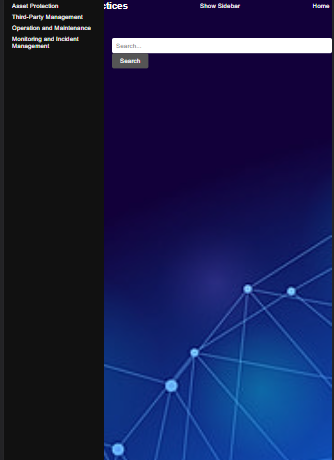 Asset Protection
Third-Party Management
Operation and Maintenance
Monitoring and Incident
Management
ctices
Show Sidebar
Home
Search...
Search